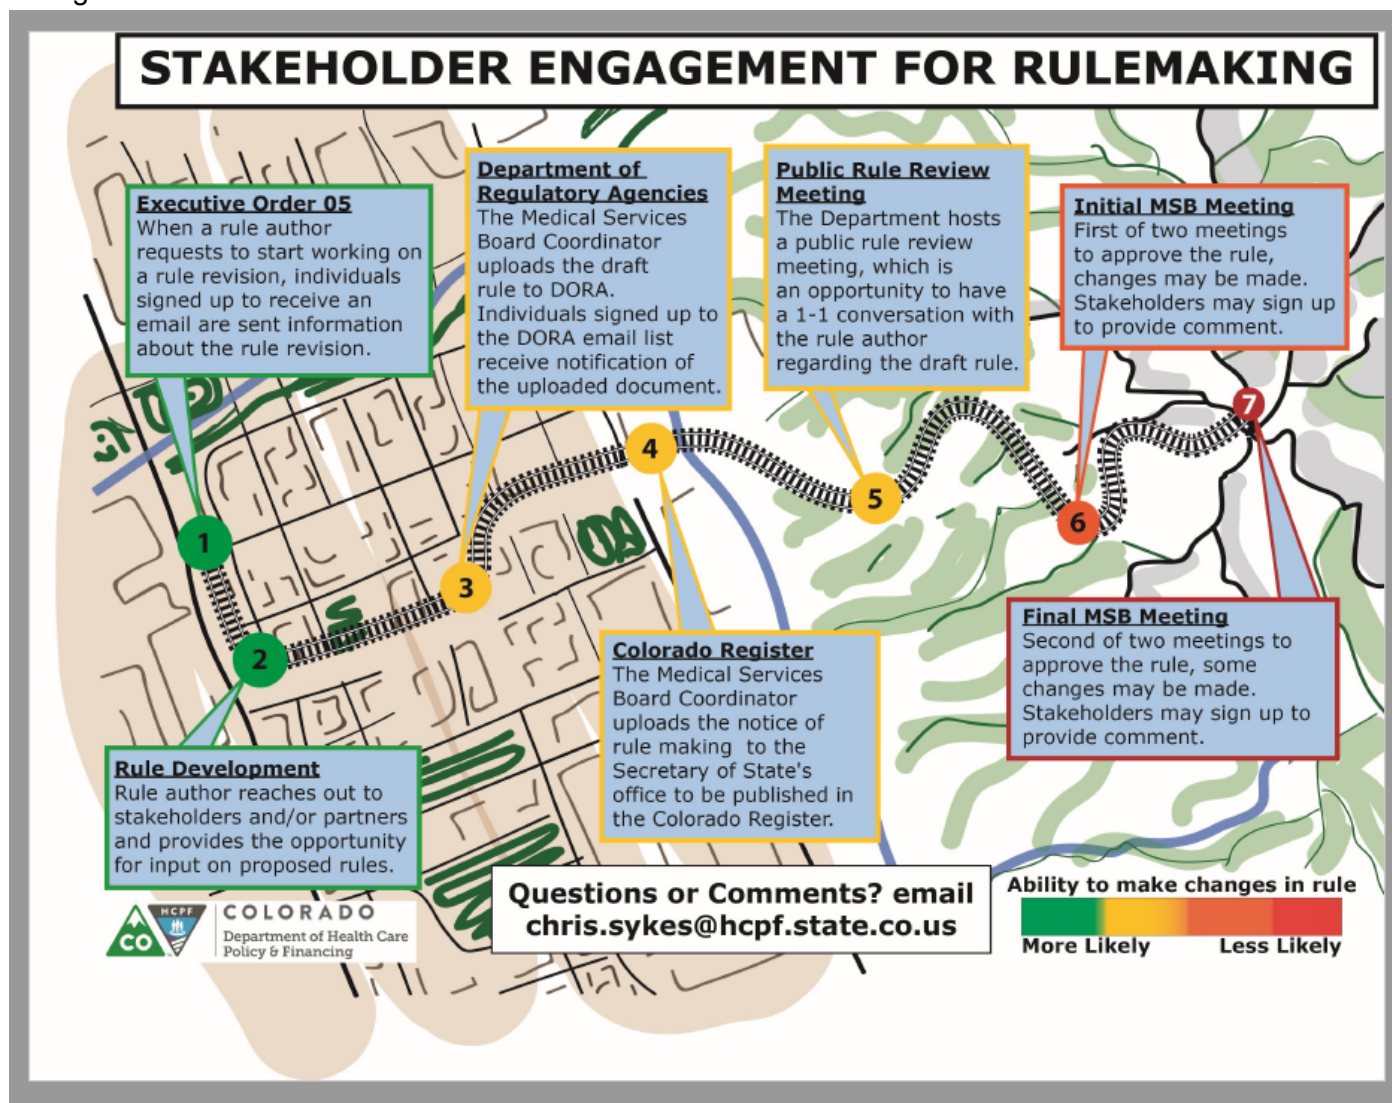 STAKEHOLDER ENGAGEMENT FOR RULEMAKING
Executive Order 05
When a rule author
requests to start working on
a rule revision, individuals
signed up to receive an
email are sent information
about the rule revision.
Department of
Regulatory Agencies
The Medical Services
Board Coordinator
uploads the draft
rule to DORA.
Individuals signed up to
the DORA email list
receive notification of
the uploaded document.
Public Rule Review
Meeting
The Department hosts
a public rule review
meeting, which is
an opportunity to have
a 1-1 conversation with
the rule author
regarding the draft rule.
Initial MSB Meeting
First of two meetings
to approve the rule,
changes may be made.
Stakeholders may sign up
to provide comment.
1
2
3
4
5
6
7
Rule Development
Rule author reaches out to
stakeholders and/or partners
and provides the opportunity
for input on proposed rules.
Colorado Register
The Medical Services
Board Coordinator
uploads the notice of
rule making to the
Secretary of State's
office to be published in
the Colorado Register.
Final MSB Meeting
Second of two meetings to
approve the rule, some
changes may be made.
Stakeholders may sign up to
provide comment.
CO
HCPF
COLORADO
Department of Health Care
Policy & Financing
Questions or Comments? email
chris.sykes@hcpf.state.co.us
Ability to make changes in rule
More Likely Less Likely